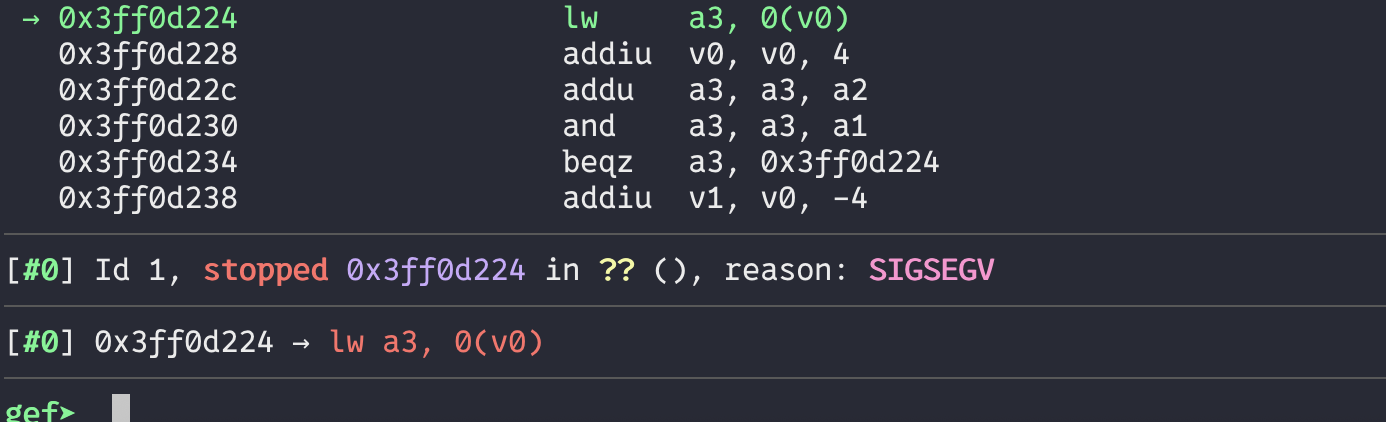 → 0x3ff0d224 lw a3, 0(v0)
0x3ff0d228 addiu v0, v0, 4
0x3ff0d22c addu a3, a3, a2
0x3ff0d230 and a3, a3, a1
0x3ff0d234 beqz a3, 0x3ff0d224
0x3ff0d238 addiu v1, v0, -4
[#0] Id 1, stopped 0x3ff0d224 in ?? (), reason: SIGSEGV
[#0] 0x3ff0d224 → lw a3, 0(v0)
gef➤